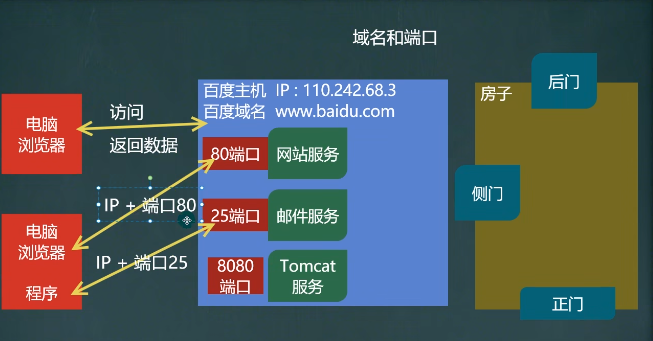 域名和端口
电脑
浏览器
访问
返回数据
百度主机 IP : 110.242.68.3
百度域名 www.baidu.com
80端口
网站服务
IP + 端口80
25端口
邮件服务
电脑
浏览器
程序
IP + 端口25
8080
端口
Tomcat
服务
房子
后门
侧门
正门